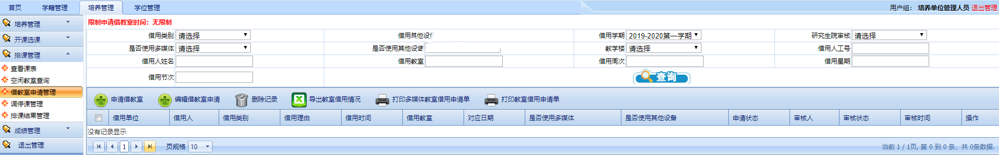 首页 学籍管理 培养管理 学位管理
用户组： 培养单位管理人员 退出管理
培养管理
开课选课
排课管理
查看课表
空闲教室查询
借教室申请管理
调停课管理
排课结果管理
成绩管理
退出管理
限制申请借教室时间：无限制
借用类别 请选择 借用其他设 借用学期 2019-2020第一学期 研究生院审核 请选择
是否使用多媒体 请选择 是否使用其他设 教学楼 请选择 借用人工号
借用人姓名 借用教室 借用周次 借用星期
借用节次 查询
申请借教室 编辑借教室申请 删除记录 导出教室借用情况 打印多媒体教室借用申请单 打印教室借用申请单
借用单位 借用人 借用类别 借用理由 借用时间 借用教室 对应日期 是否使用多媒体 是否使用其他设备 申请状态 审核人 审核状态 审核时间 操作
没有记录显示
1 页规格 10 当前 1 / 1页, 第 0 到 0 条, 共 0条数据.